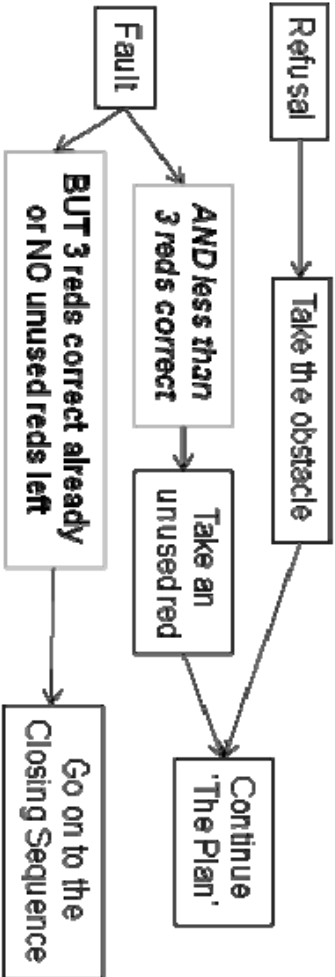 Refusal
Take the obstacle
Continue
'The Plan'
Fault
AND less than
3 reds correct
Take an
unused red
BUT 3 reds correct already
or NO unused reds left
Go on to the
Closing Sequence